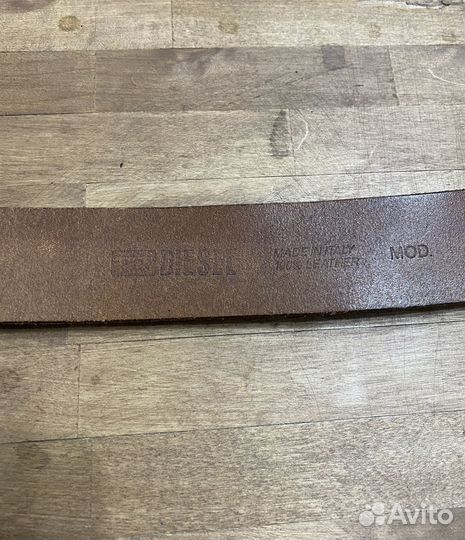 DIESEL
MADE IN ITALY
100% LEATHER
MOD.
Avito